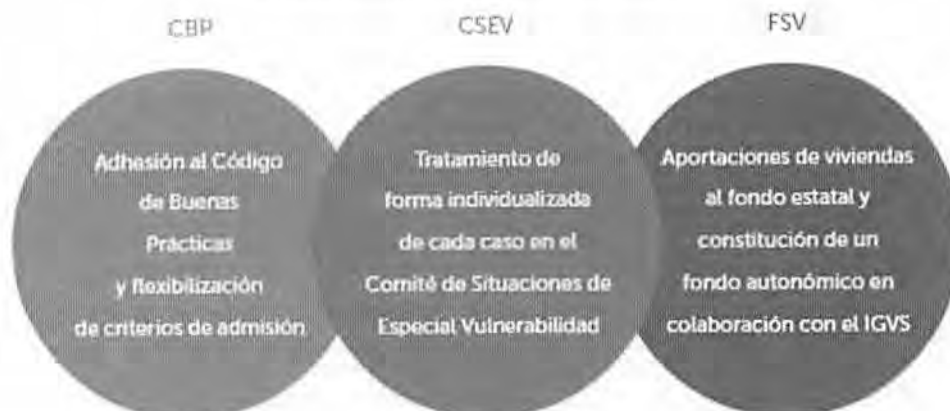 CBP
CSEV
FSV
Adhesión al Código
de Buenas
Prácticas
y flexibilización
de criterios de admisión
Tratamiento de
forma individualizada
de cada caso en el
Comité de Situaciones de
Especial Vulnerabilidad
Aportaciones de viviendas
al fondo estatal y
constitución de un
fondo autonómico en
colaboración con el IGVS